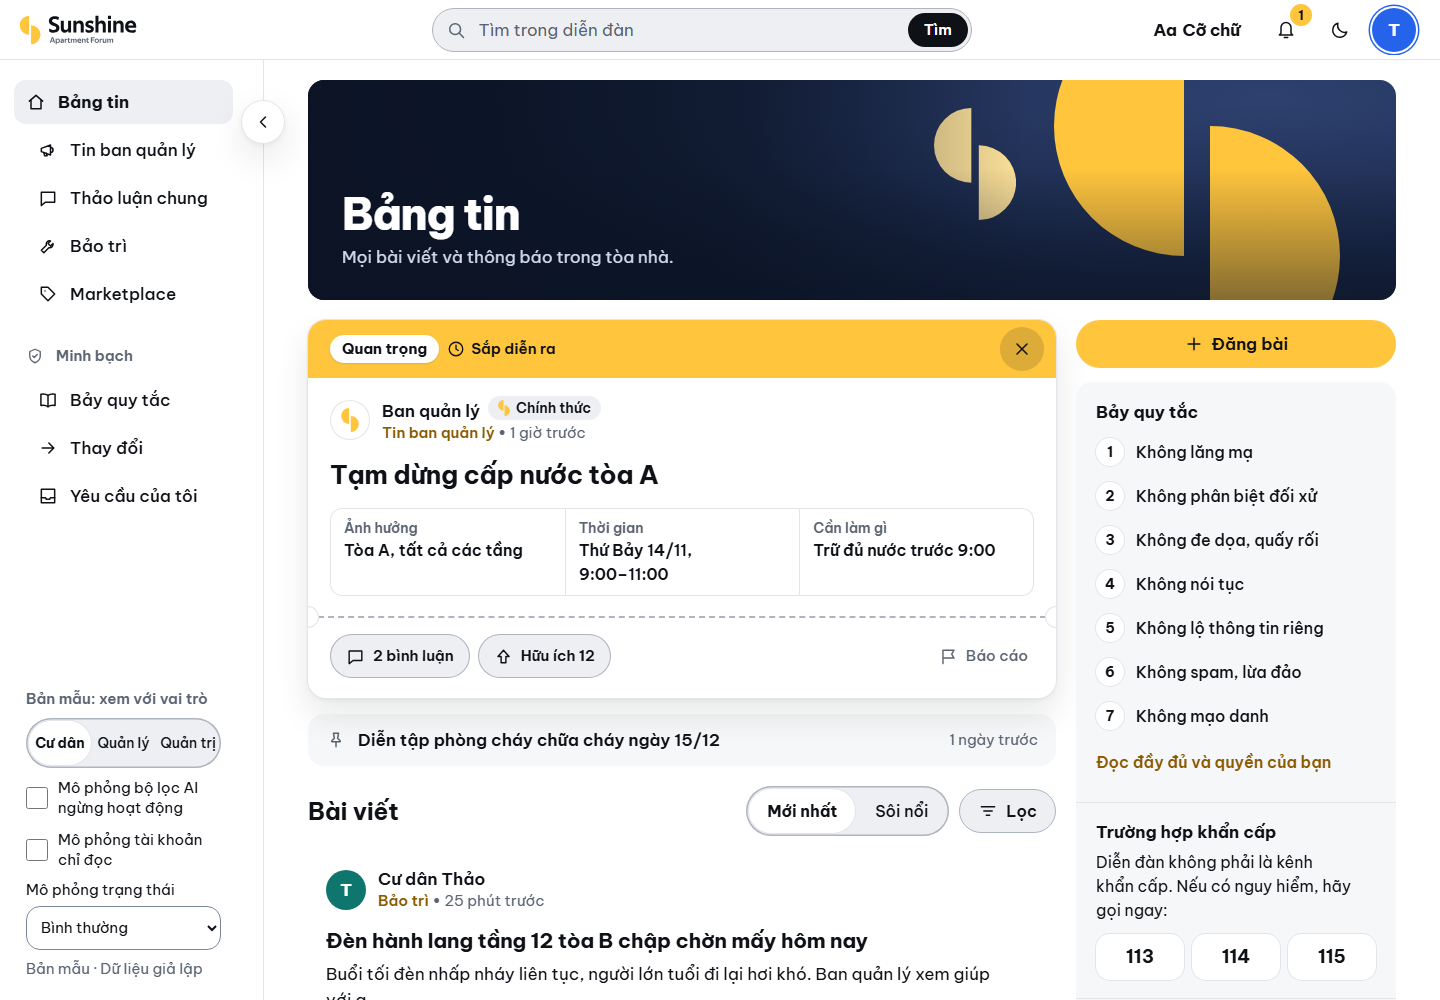 Sunshine
Apartment Forum
Tìm trong diễn đàn
Tìm
Aa Cỡ chữ
1
T
Bảng tin
Tin ban quản lý
Thảo luận chung
Bảo trì
Marketplace
Minh bạch
Bảy quy tắc
Thay đổi
Yêu cầu của tôi
Bản mẫu: xem với vai trò
Cư dân
Quản lý
Quản trị
Mô phỏng bộ lọc AI
ngừng hoạt động
Mô phỏng tài khoản
chỉ đọc
Mô phỏng trạng thái
Bình thường
Bản mẫu · Dữ liệu giả lập
Bảng tin
Mọi bài viết và thông báo trong tòa nhà.
Quan trọng
Sắp diễn ra
Ban quản lý
Chính thức
Tin ban quản lý • 1 giờ trước
Tạm dừng cấp nước tòa A
Ảnh hưởng
Tòa A, tất cả các tầng
Thời gian
Thứ Bảy 14/11,
9:00–11:00
Cần làm gì
Trữ đủ nước trước 9:00
2 bình luận
Hữu ích 12
Báo cáo
Diễn tập phòng cháy chữa cháy ngày 15/12
1 ngày trước
Bài viết
Mới nhất
Sôi nổi
Lọc
T
Cư dân Thảo
Bảo trì • 25 phút trước
Đèn hành lang tầng 12 tòa B chập chờn mấy hôm nay
Buổi tối đèn nhấp nháy liên tục, người lớn tuổi đi lại hơi khó. Ban quản lý xem giúp
với ạ.
Đăng bài
Bảy quy tắc
1 Không lăng mạ
2 Không phân biệt đối xử
3 Không đe dọa, quấy rối
4 Không nói tục
5 Không lộ thông tin riêng
6 Không spam, lừa đảo
7 Không mạo danh
Đọc đầy đủ và quyền của bạn
Trường hợp khẩn cấp
Diễn đàn không phải là kênh
khẩn cấp. Nếu có nguy hiểm, hãy
gọi ngay:
113
114
115